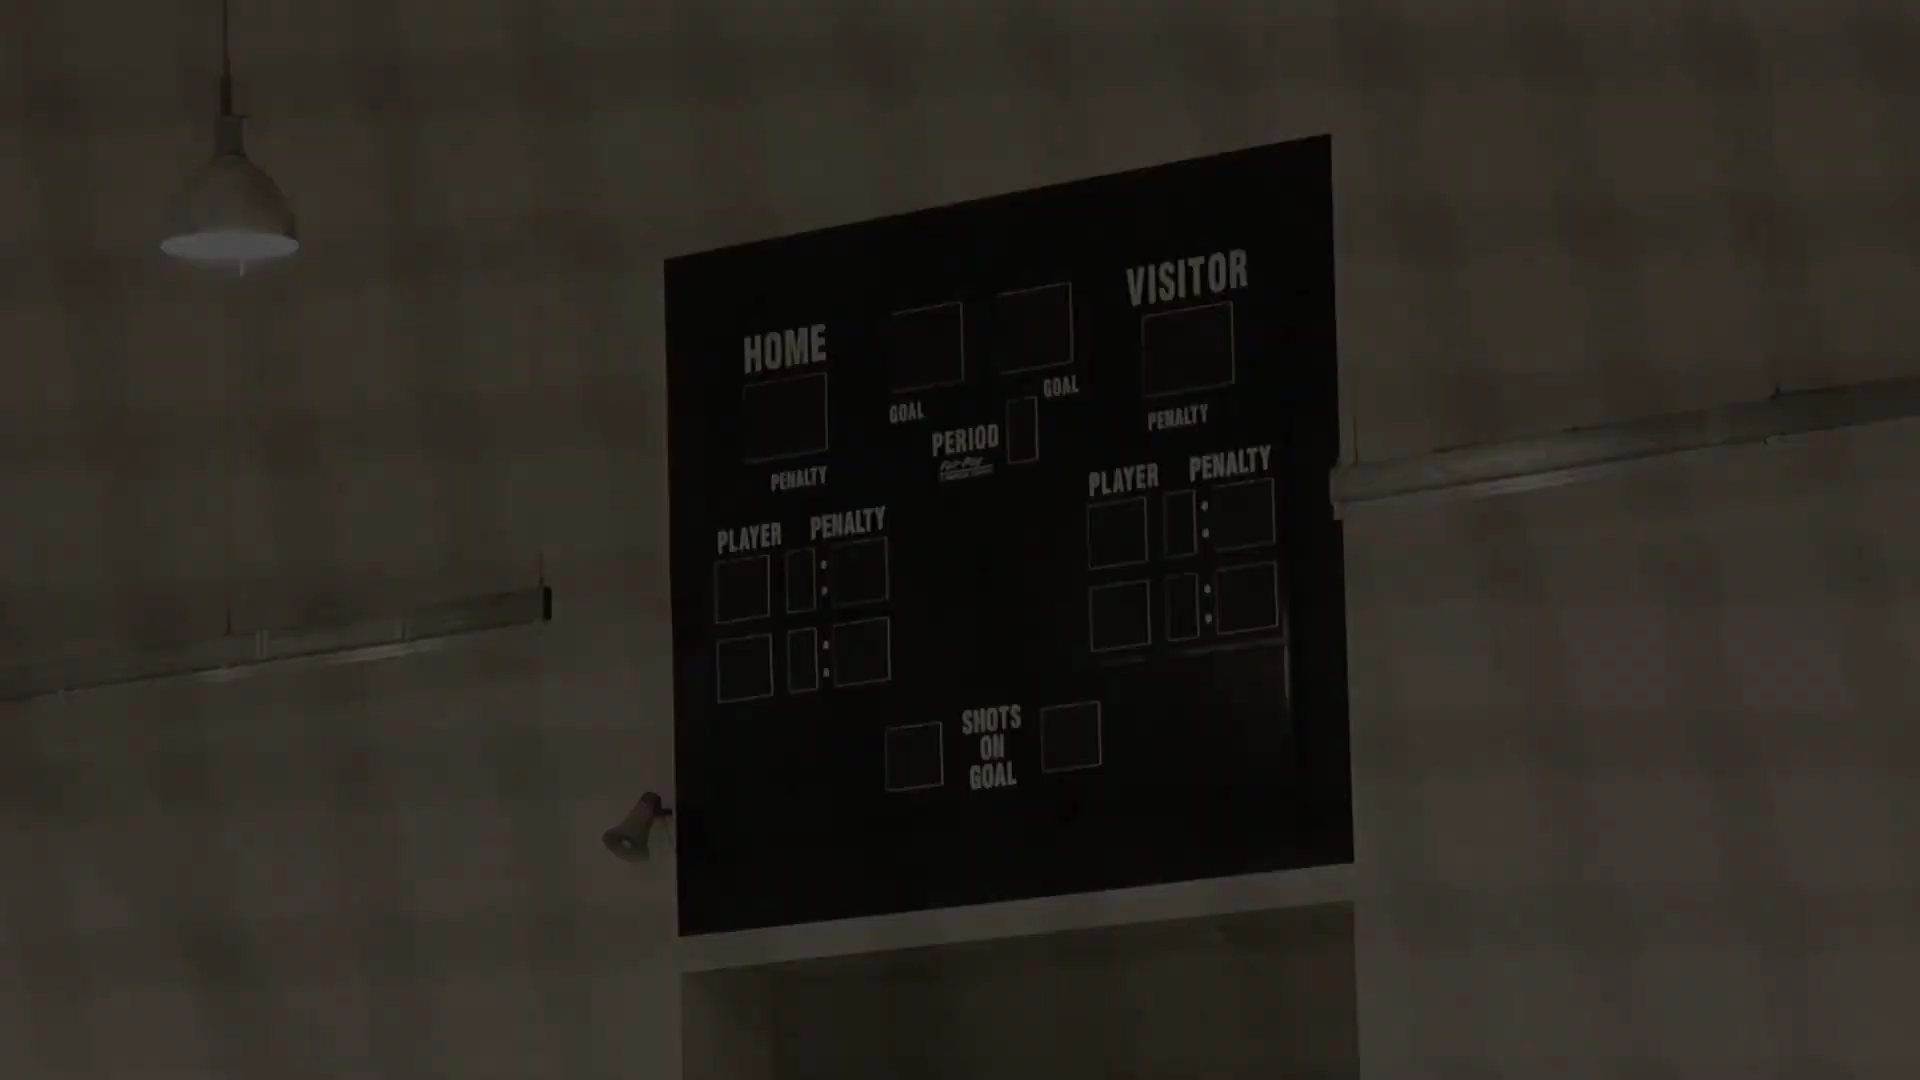 VISITOR
HOME
GOAL
GOAL
PENALTY
PERIOD
PENALTY
PLAYER PENALTY
PLAYER PENALTY
SHOTS
ON
GOAL